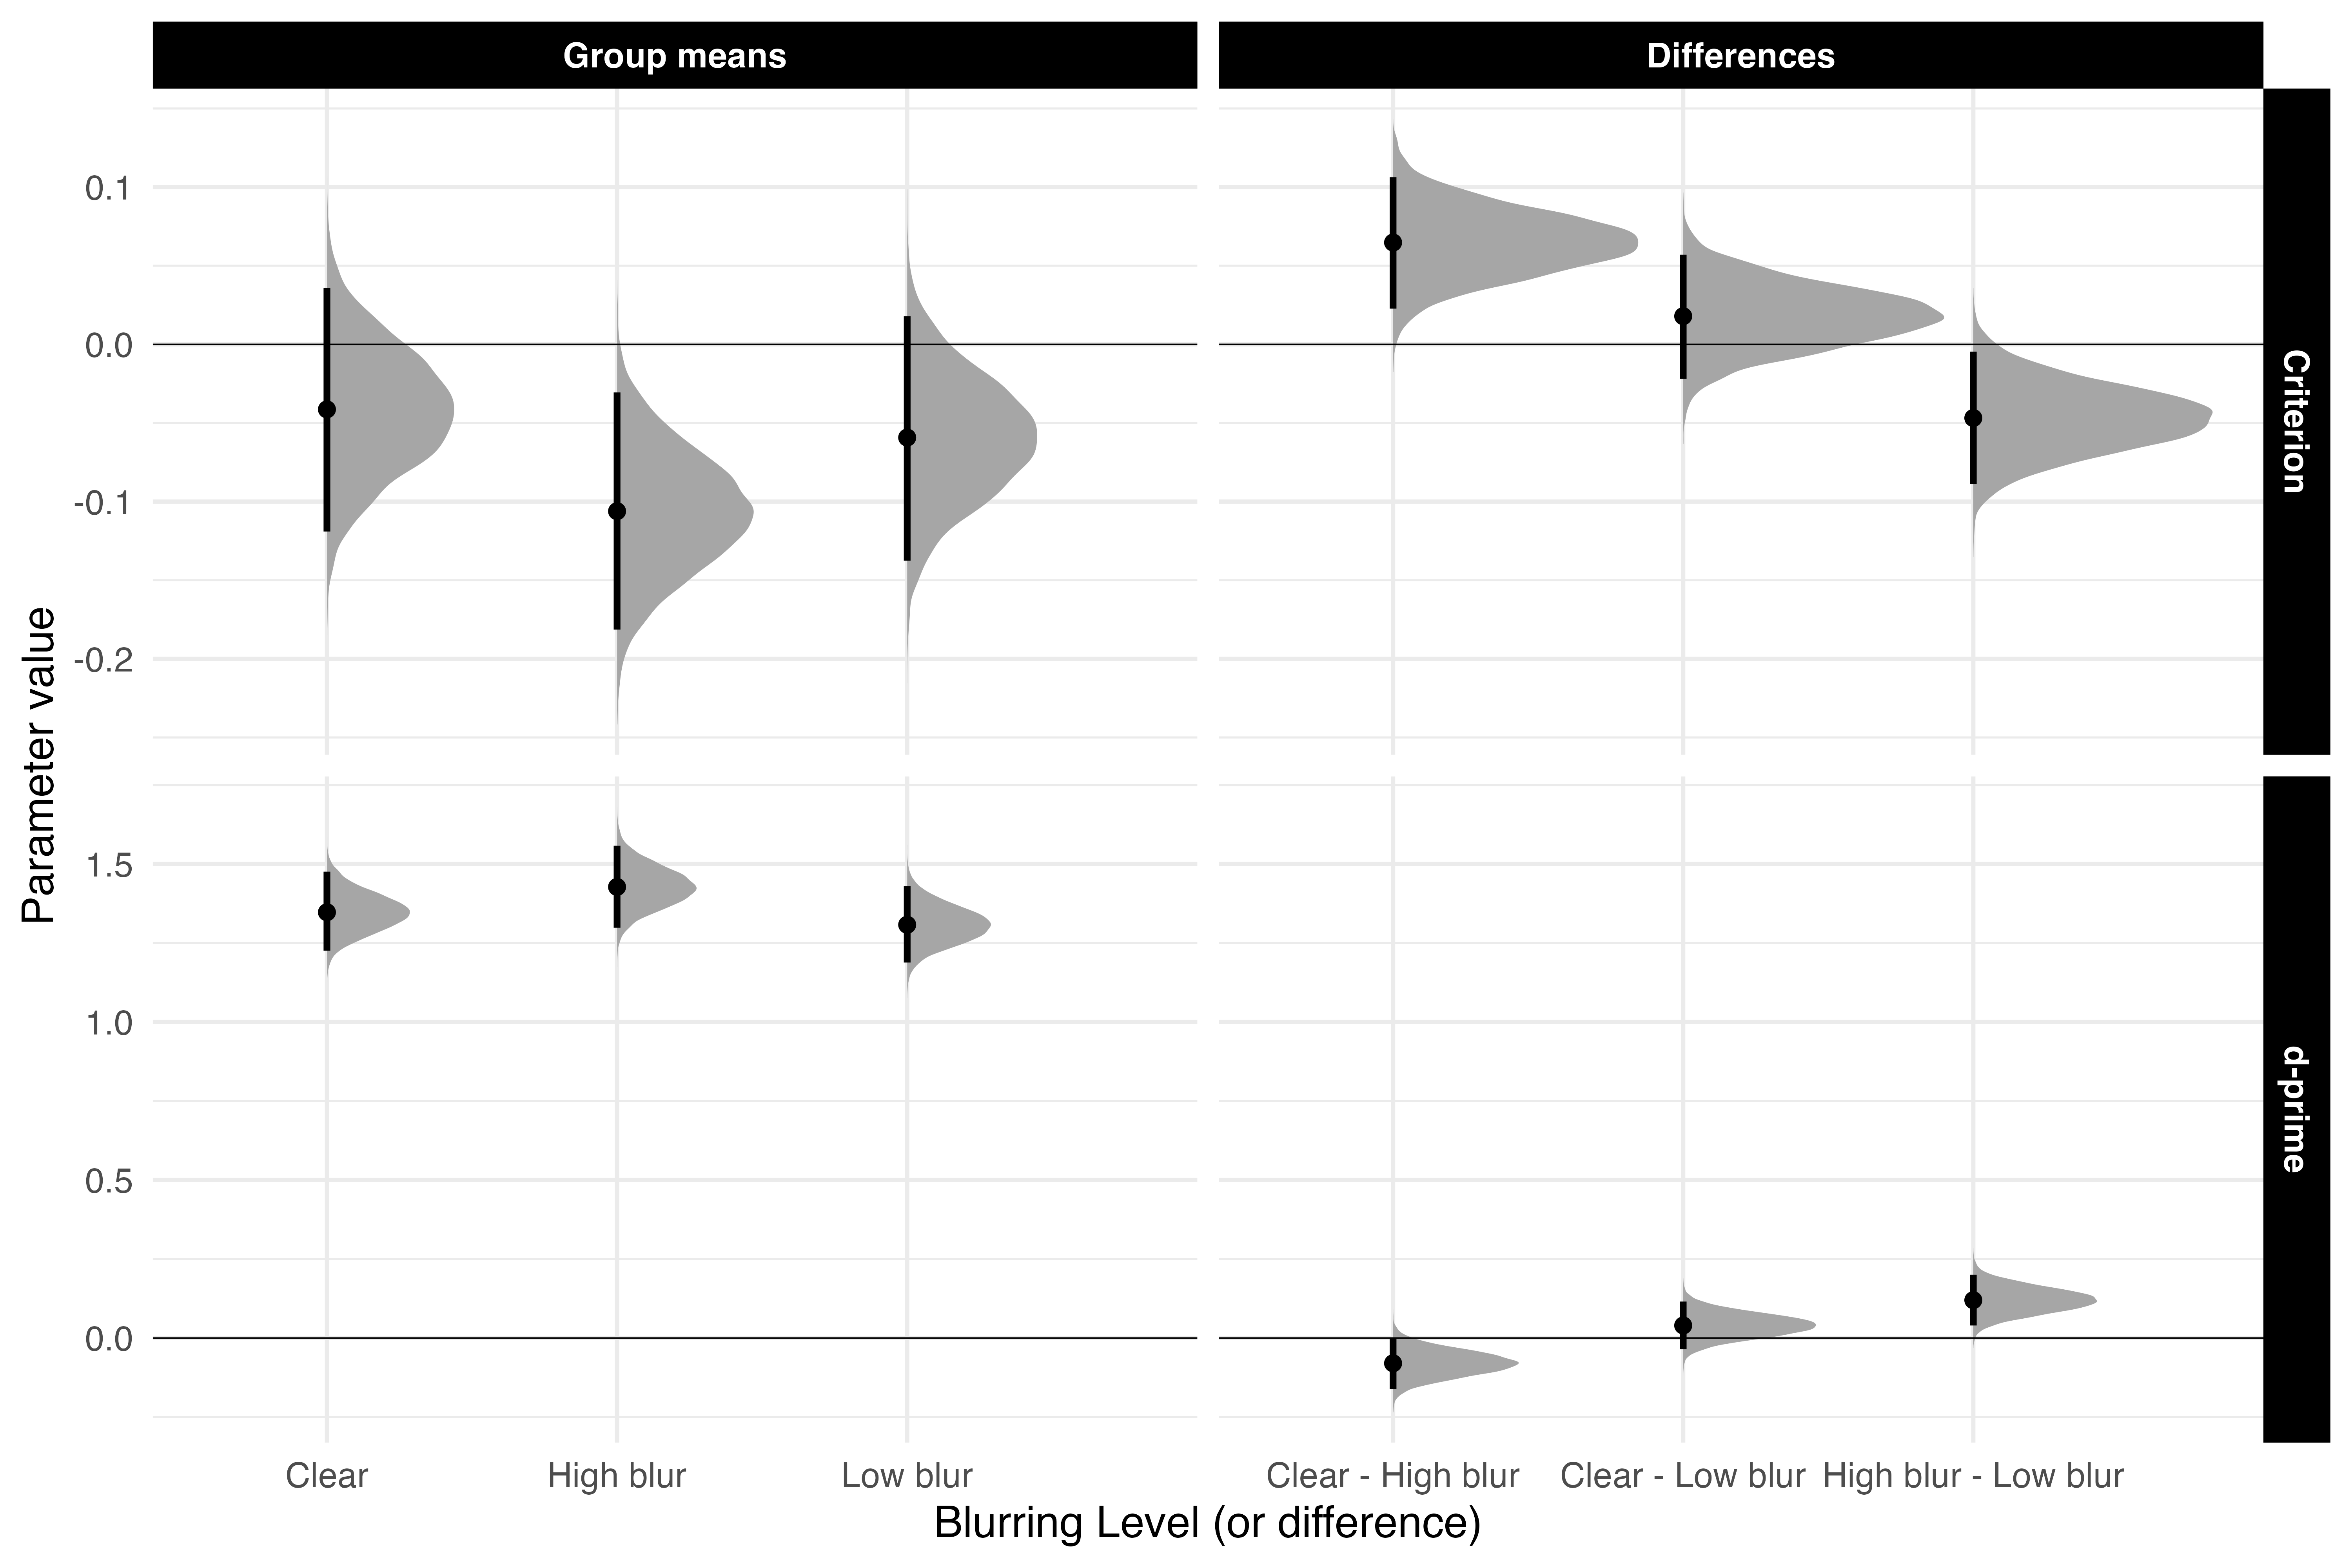 Group means
Differences
0.1
0.0
-0.1
-0.2
Criterion
Parameter value
1.5
1.0
0.5
0.0
d-prime
Clear
High blur
Low blur
Clear - High blur
Clear - Low blur
High blur - Low blur
Blurring Level (or difference)